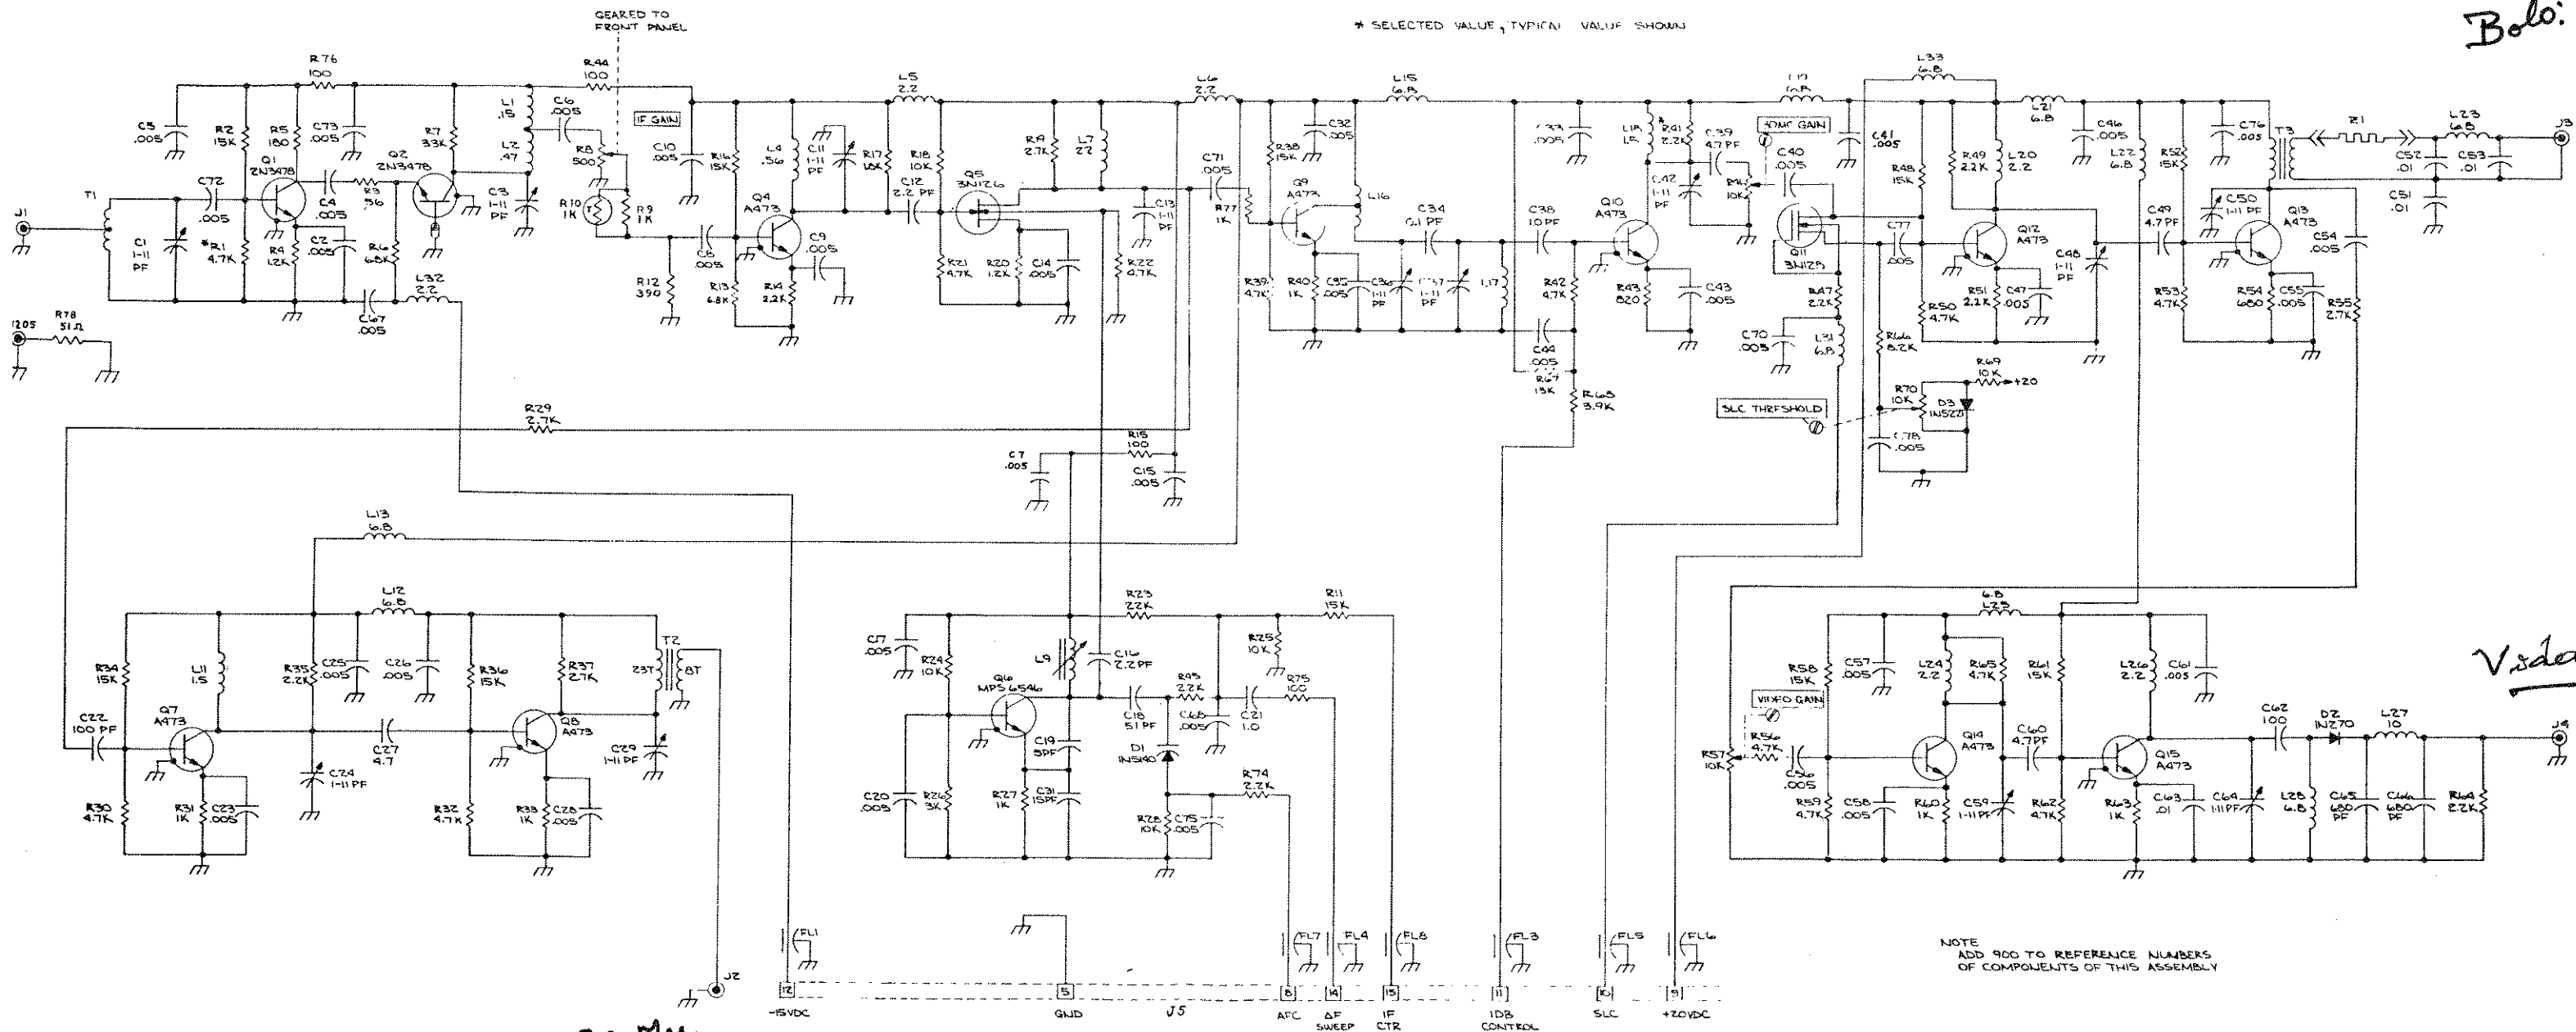 GEARED TO
FRONT PANEL
* SELECTED VALUE, TYPICAL VALUE SHOWN
Bolo:
R76
100
R44
100
L5
2.2
L6
2.2
L15
6.8
L33
6.8
L21
6.8
C5
.005
R2
15K
R5
180
C73
.005
R7
33K
L1
.15
L2
.47
C6
.005
R8
500
IF GAIN
C10
.005
R16
15K
L4
.56
C11
1-11
PF
R17
R18
10K
R19
2.7K
L7
C71
.005
R38
15K
C32
.005
C33
.005
R41
2.2K
C39
4.7 PF
C41
.005
R48
15K
R49
2.2K
L20
2.2
C46
.005
L22
6.8
R52
15K
C76
.005
T3
Z1
L23
6.8
J3
C52
.01
C53
.01
C51
.01
Q1
2N3478
Q2
2N3478
J1
T1
C72
.005
C1
1-11
PF
*R1
4.7K
R4
1.2K
C4
.005
C2
.005
R3
56
R6
6.8K
L32
2.2
C67
.005
C3
1-11
PF
R10
1K
R9
1K
R12
390
C8
.005
R13
6.8K
Q4
A473
R14
2.2K
C9
.005
C12
2.2 PF
Q5
3N126
R21
4.7K
R20
1.2K
C14
.005
R22
4.7K
C13
1-11
PF
R77
1K
Q9
A473
L16
R39
4.7K
R40
1K
C35
.005
C36
1-11
PF
C34
0.1 PF
L17
C38
1.0 PF
R42
4.7K
C44
.005
R67
R68
3.9K
Q10
A473
R43
820
C43
.005
C42
1-11
PF
C40
.005
Q11
R47
2.2K
C70
.005
L31
6.8
C77
.005
R50
4.7K
R66
8.2K
Q12
A473
R51
2.2K
C47
.005
C48
1-11
PF
C49
4.7 PF
R53
4.7K
C50
1-11 PF
Q13
A473
R54
680
C55
.005
C54
.005
R55
2.7K
R78
51Ω
R69
10K
+20
R70
10K
D3
SLC THRESHOLD
C78
.005
R29
2.7K
R15
100
C7
.005
C15
.005
L13
6.8
L12
6.8
R34
15K
L11
1.5
R35
2.2K
C25
.005
C26
.005
R36
15K
R37
2.7K
T2
23T
8T
C22
100 PF
Q7
A473
R30
4.7K
R31
1K
C23
.005
C24
1-11 PF
C27
4.7
Q8
A473
R32
4.7K
R33
1K
C28
.005
C29
1-11 PF
J2
R23
22K
R11
15K
C17
.005
R24
10K
L9
C16
2.2 PF
R25
10K
Q6
MPS 6546
C18
51 PF
R45
2.2K
C68
.005
C21
1.0
R75
100
C19
5PF
D1
IN5140
C20
.005
R26
3K
R27
1K
C31
15PF
R28
10K
C75
.005
R74
2.2K
6.8
L25
R58
15K
C57
.005
L24
2.2
R65
4.7K
R61
15K
L26
2.2
C61
.005
Video
VIDEO GAIN
R57
10K
R56
4.7K
C56
.005
Q14
A473
C60
4.7PF
Q15
A473
C62
100
D2
IN270
L27
10
J4
R59
4.7K
C58
.005
R60
1K
C59
1-11PF
R62
4.7K
R63
1K
C63
.01
C64
1-11PF
L28
6.8
C65
680
PF
C66
680
PF
R64
2.2K
FL1
FL7
FL4
FL8
FL3
FL5
FL6
12
5
8
14
15
11
10
9
-15VDC
GND
J5
AFC
ΔF
SWEEP
IF
CTR
CONTROL
SLC
+20VDC
NOTE
ADD 900 TO REFERENCE NUMBERS
OF COMPONENTS OF THIS ASSEMBLY